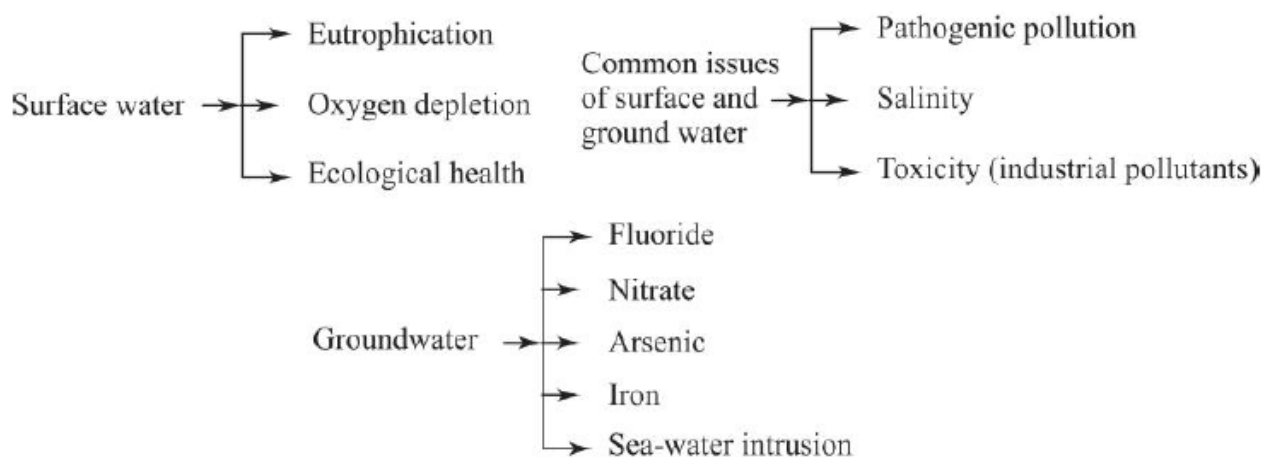 Surface water
Eutrophication
Oxygen depletion
Ecological health
Common issues
of surface and
ground water
Pathogenic pollution
Salinity
Toxicity (industrial pollutants)
Groundwater
Fluoride
Nitrate
Arsenic
Iron
Sea-water intrusion